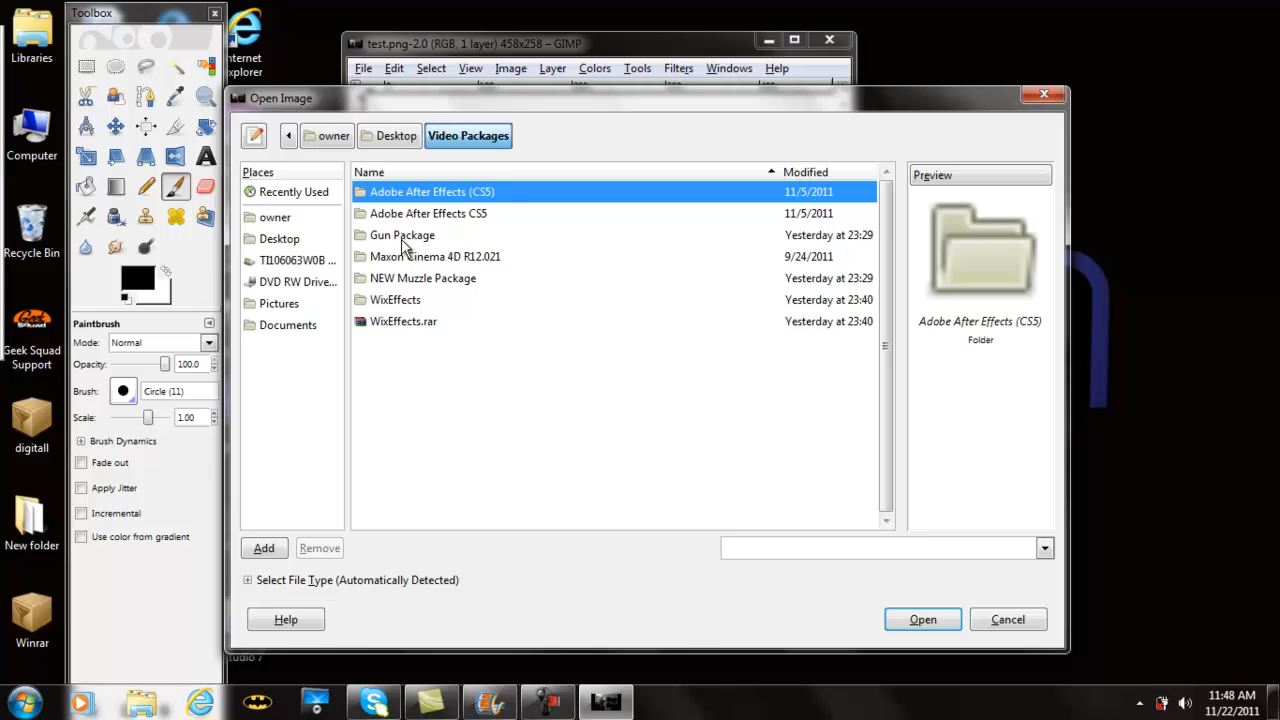 Toolbox
Libraries
Internet
Explorer
Computer
Recycle Bin
Geek Squad
Support
digitall
New folder
Winrar
Paintbrush
Mode: Normal
Opacity: 100.0
Brush: Circle (11)
Scale: 1.00
Brush Dynamics
Fade out
Apply Jitter
Incremental
Use color from gradient
test.png-2.0 (RGB, 1 layer) 458x258 – GIMP
File Edit Select View Image Layer Colors Tools Filters Windows Help
Open Image
owner Desktop Video Packages
Places
Recently Used
owner
Desktop
TI106063W0B ...
DVD RW Drive...
Pictures
Documents
Name Modified
Adobe After Effects (CS5) 11/5/2011
Adobe After Effects CS5 11/5/2011
Gun Package Yesterday at 23:29
Maxon Cinema 4D R12.021 9/24/2011
NEW Muzzle Package Yesterday at 23:29
WixEffects Yesterday at 23:40
WixEffects.rar Yesterday at 23:40
Preview
Adobe After Effects (CS5)
Folder
Add Remove
Select File Type (Automatically Detected)
Help Open Cancel
11:48 AM
11/22/2011